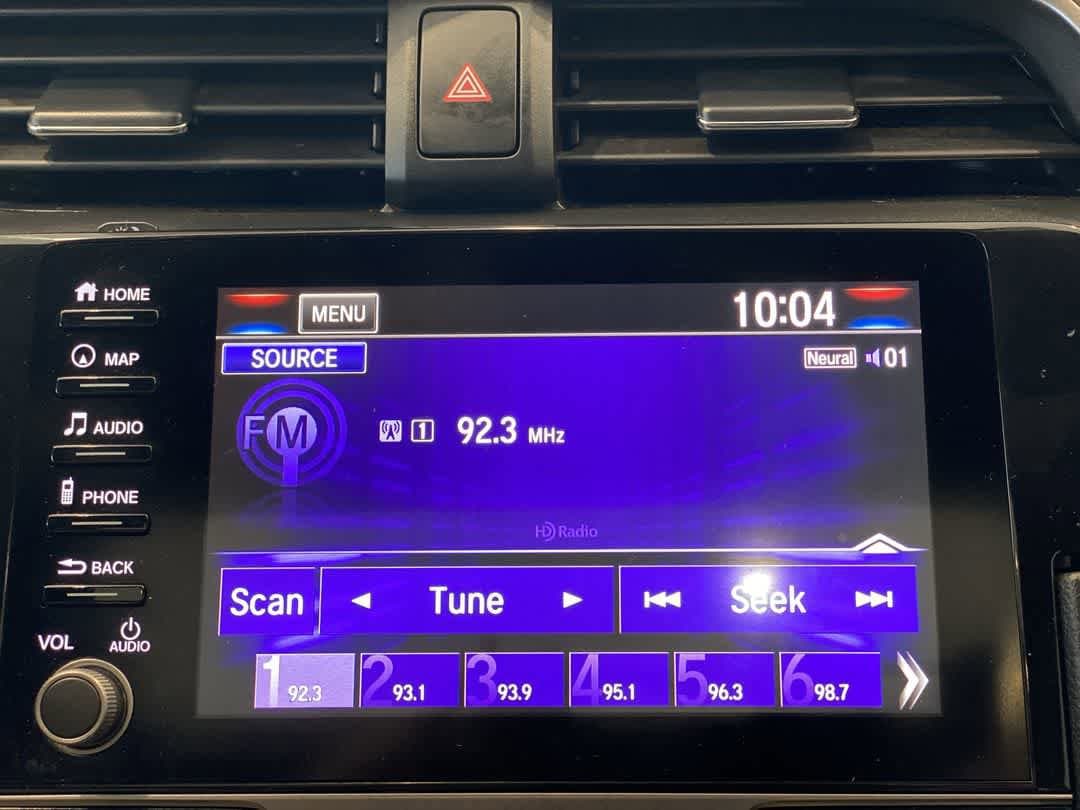 HOME
MAP
AUDIO
PHONE
BACK
VOL
AUDIO
MENU
10:04
SOURCE
Neural 01
FM
1 92.3 MHz
HD Radio
Scan Tune Seek
1 92.3
2 93.1
3 93.9
4 95.1
5 96.3
6 98.7